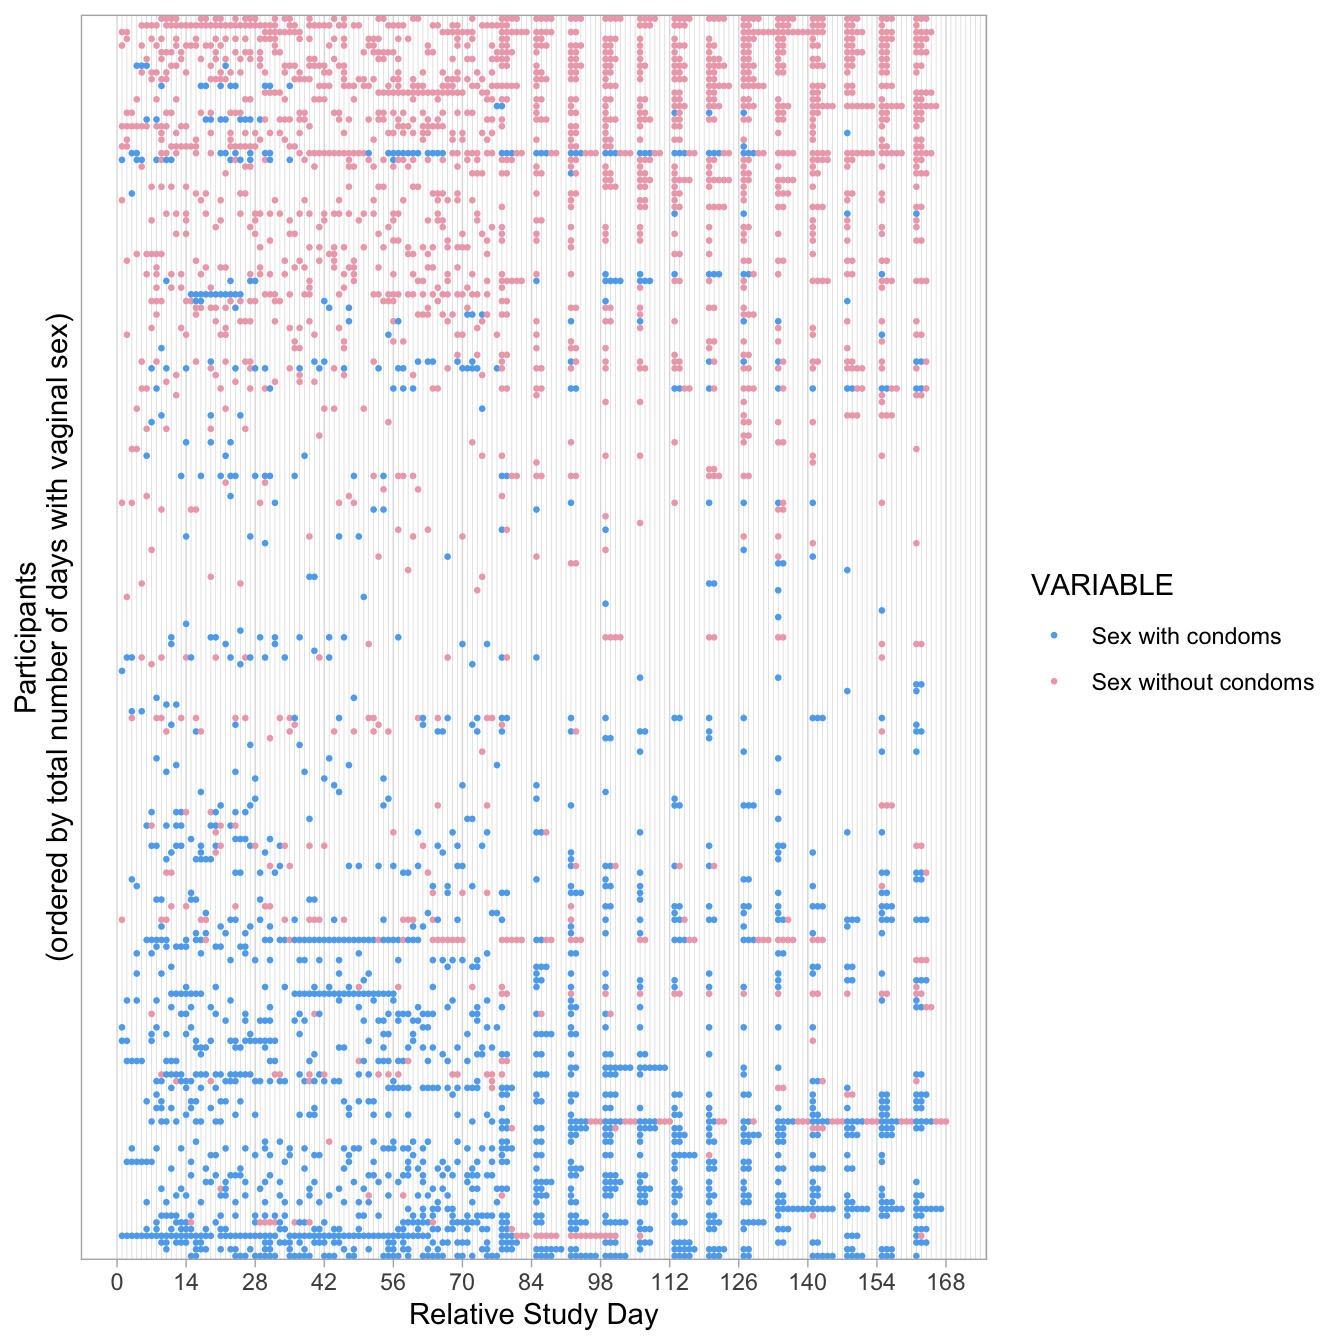 Participants
(ordered by total number of days with vaginal sex)
VARIABLE
Sex with condoms
Sex without condoms
0 14 28 42 56 70 84 98 112 126 140 154 168
Relative Study Day